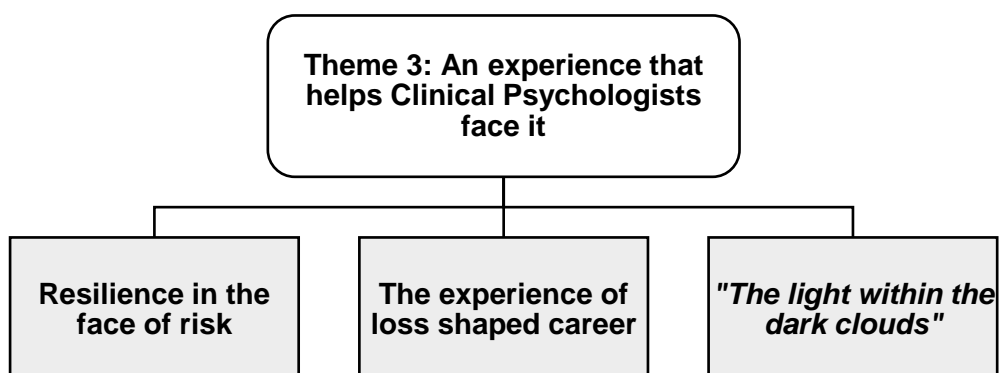 Theme 3: An experience that
helps Clinical Psychologists
face it
Resilience in the
face of risk
The experience of
loss shaped career
"The light within the
dark clouds"